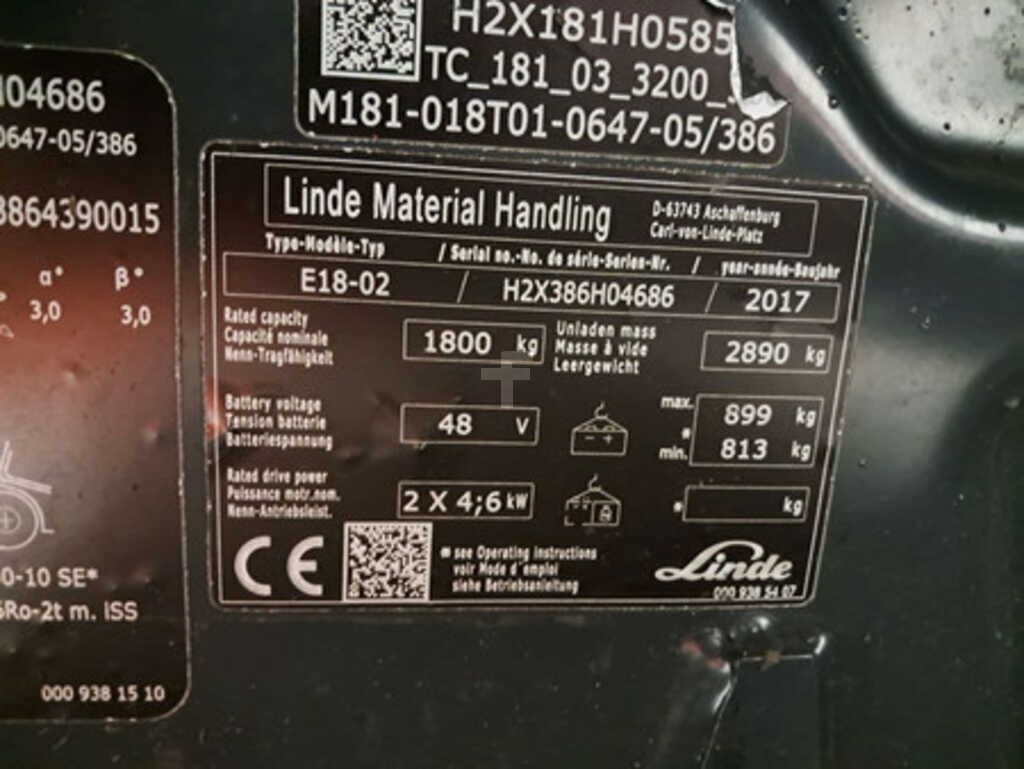 H2X181H0585
TC_181_03_3200_
M181-018T01-0647-05/386
H04686
0647-05/386
3864390015
α° β°
3,0 3,0
0-10 SE*
Ro-2t m. ISS
000 938 15 10
Linde Material Handling
D-63743 Aschaffenburg
Carl-von-Linde-Platz
Type-Modèle-Typ / Serial no.-No. de série-Serien-Nr. / year-année-Baujahr
E18-02 / H2X386H04686 / 2017
Rated capacity
Capacité nominale
Nenn-Tragfähigkeit
1800 kg
Unladen mass
Masse à vide
Leergewicht
2890 kg
Battery voltage
Tension batterie
Batteriespannung
48 V
- +
max. 899 kg
*
min. 813 kg
Rated drive power
Puissance motr.nom.
Nenn-Antriebsleist.
2 X 4;6 kW
* kg
CE
* see Operating instructions
voir Mode d'emploi
siehe Betriebsanleitung
Linde
000 938 54 07